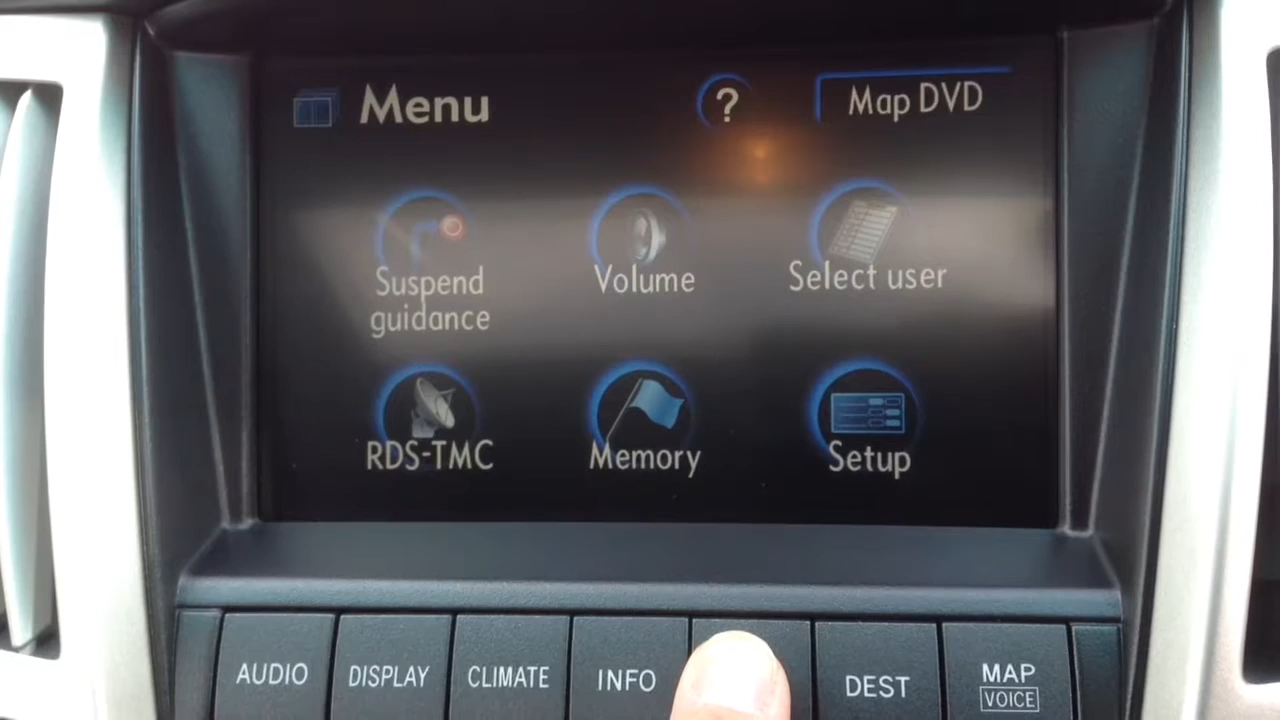 Menu
?
Map DVD
Suspend
guidance
Volume
Select user
RDS-TMC
Memory
Setup
AUDIO
DISPLAY
CLIMATE
INFO
DEST
MAP
VOICE